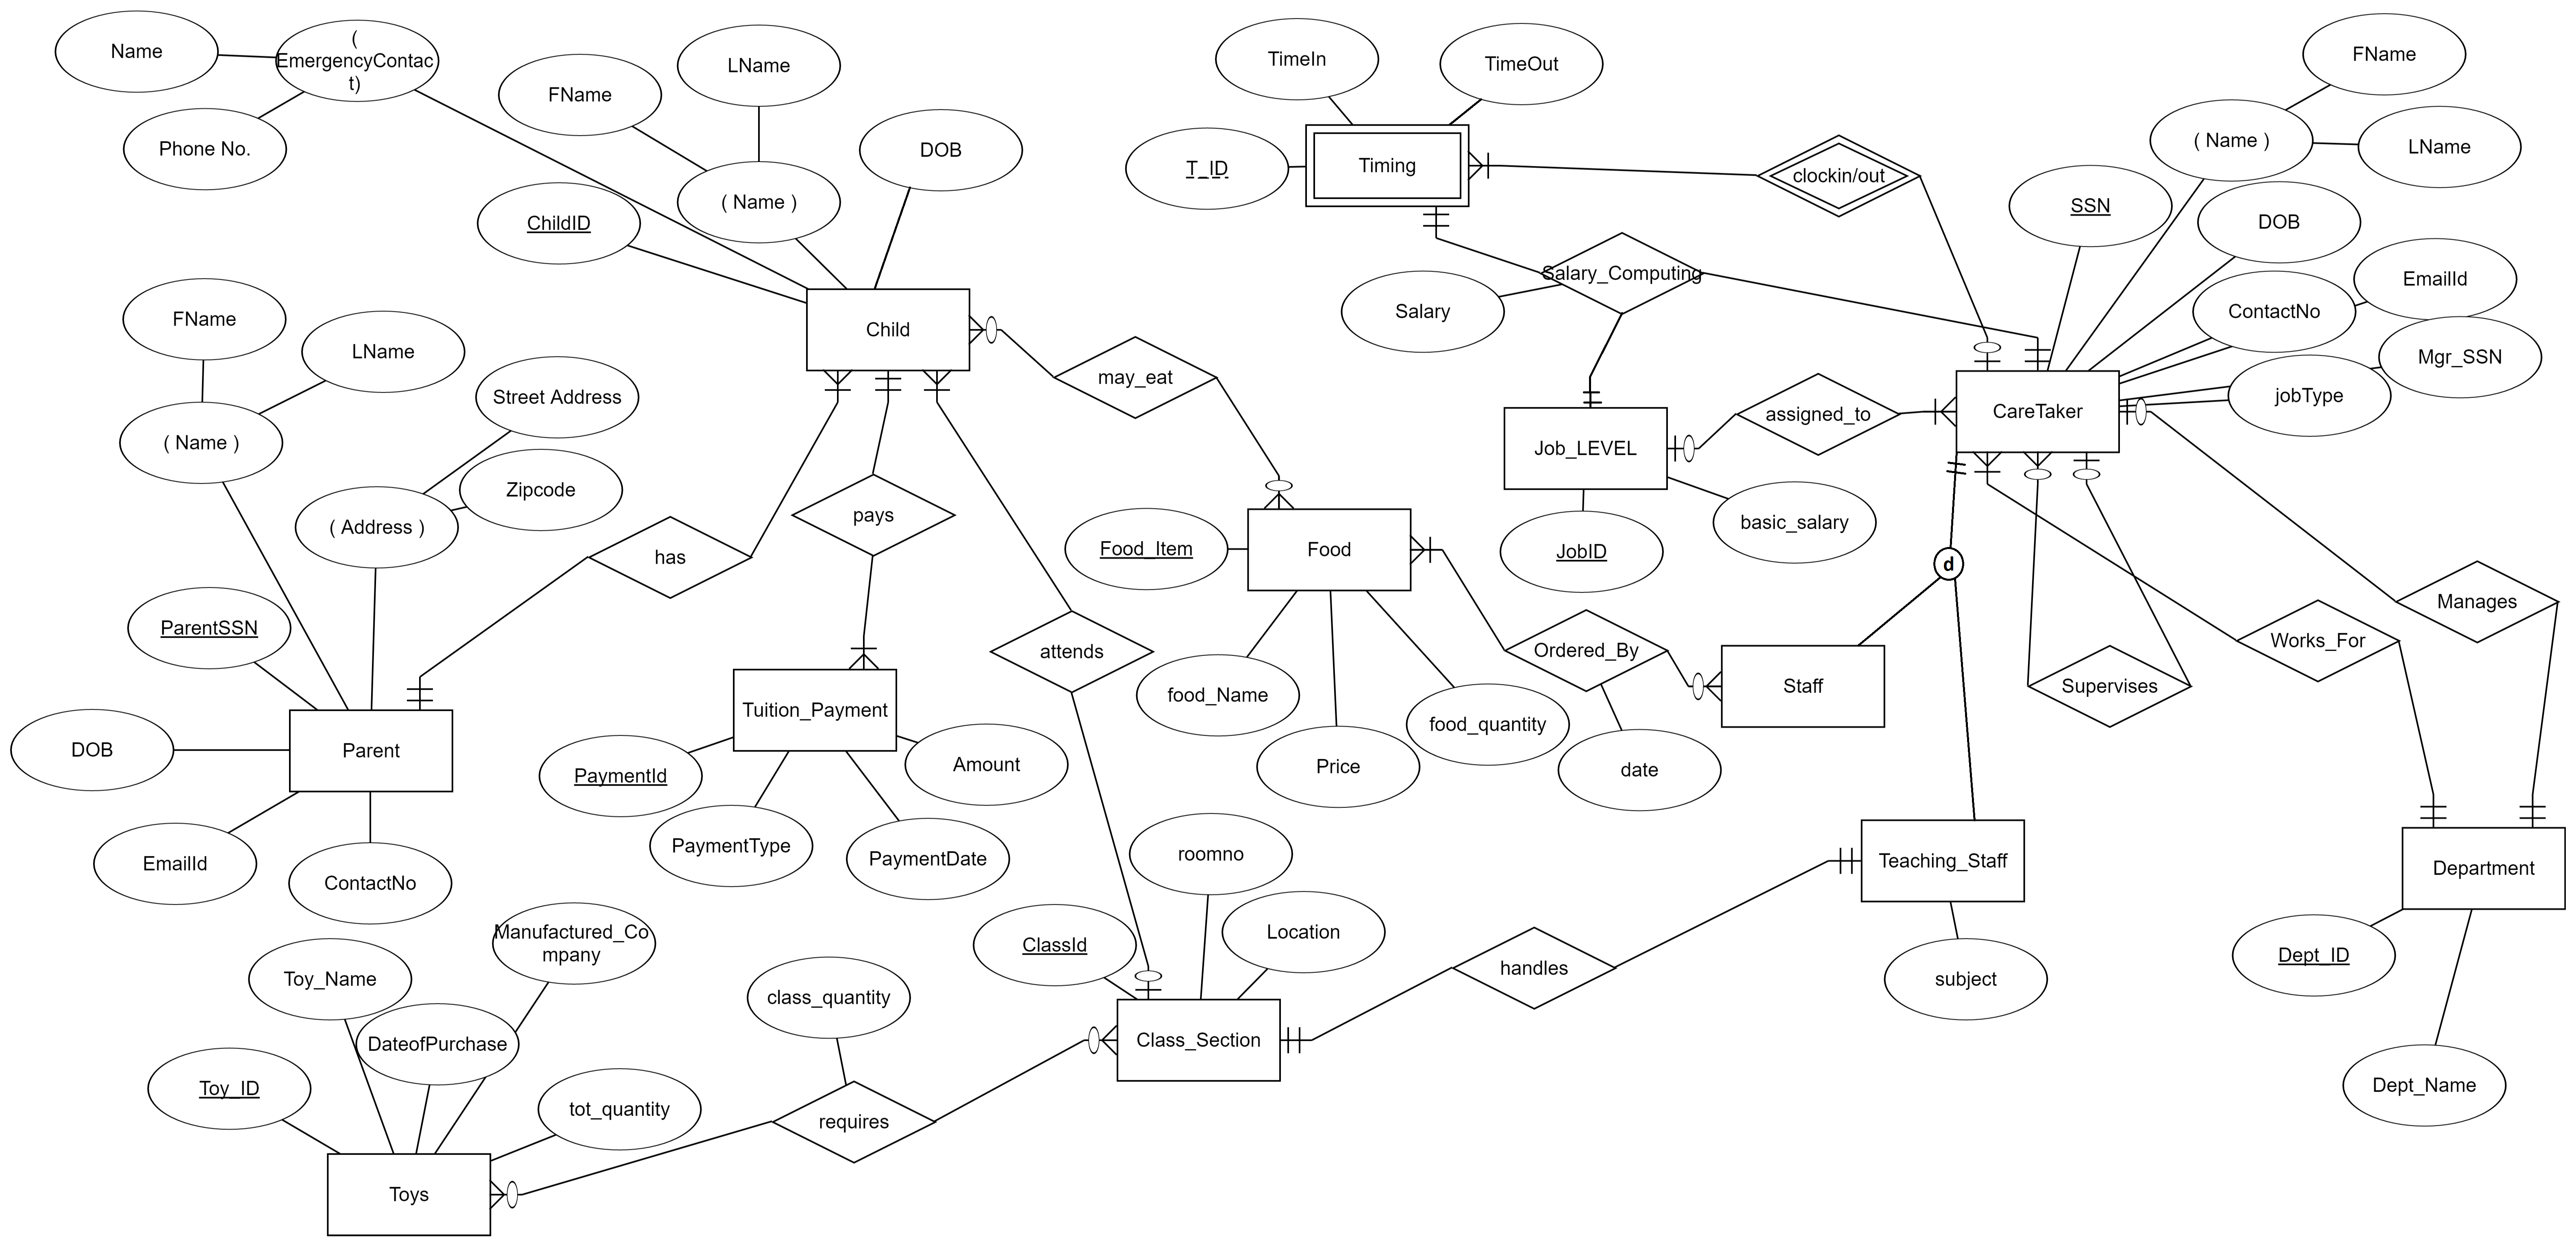 Name
(
EmergencyContac
t)
Phone No.
FName
LName
( Name )
DOB
ChildID
Child
TimeIn
TimeOut
T_ID
Timing
clockin/out
FName
( Name )
LName
SSN
DOB
EmailId
ContactNo
Mgr_SSN
jobType
CareTaker
Salary_Computing
Salary
FName
LName
( Name )
Street Address
Zipcode
( Address )
may_eat
Job_LEVEL
assigned_to
basic_salary
JobID
has
pays
Food_Item
Food
d
Manages
Works_For
Supervises
ParentSSN
attends
Ordered_By
Staff
food_Name
food_quantity
Price
date
DOB
Parent
EmailId
ContactNo
Tuition_Payment
PaymentId
Amount
PaymentType
PaymentDate
roomno
ClassId
Location
Teaching_Staff
Department
handles
subject
Dept_ID
Dept_Name
Manufactured_Co
mpany
Toy_Name
DateofPurchase
class_quantity
Class_Section
Toy_ID
tot_quantity
requires
Toys